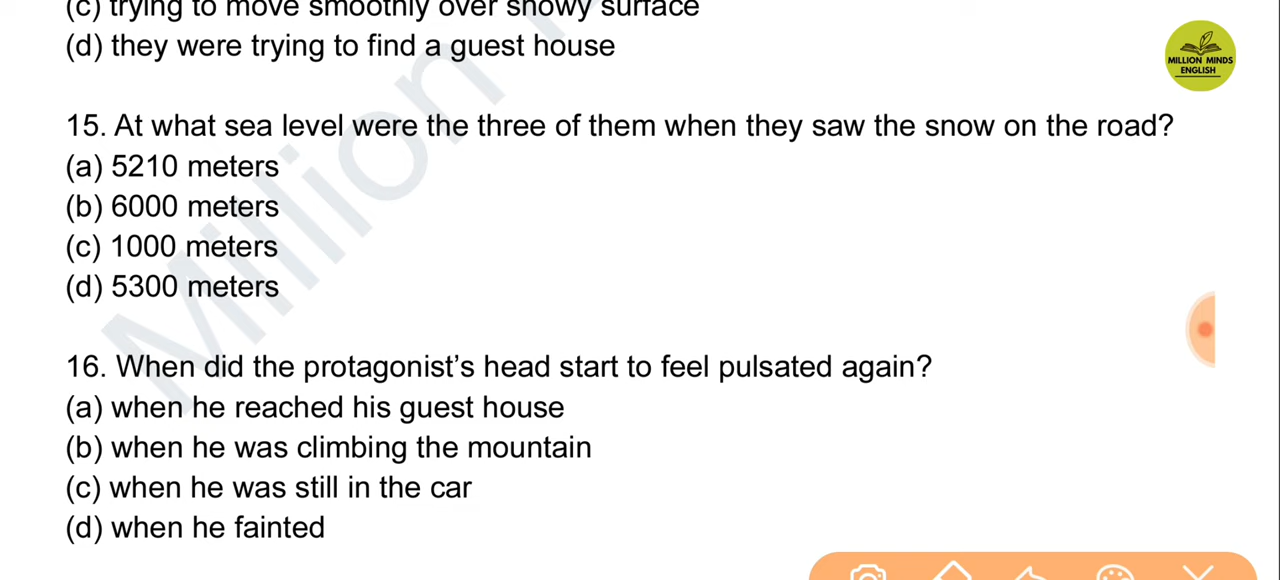 (c) trying to move smoothly over snowy surface
(d) they were trying to find a guest house
MILLION MINDS
ENGLISH
15. At what sea level were the three of them when they saw the snow on the road?
(a) 5210 meters
(b) 6000 meters
(c) 1000 meters
(d) 5300 meters
16. When did the protagonist’s head start to feel pulsated again?
(a) when he reached his guest house
(b) when he was climbing the mountain
(c) when he was still in the car
(d) when he fainted
Million